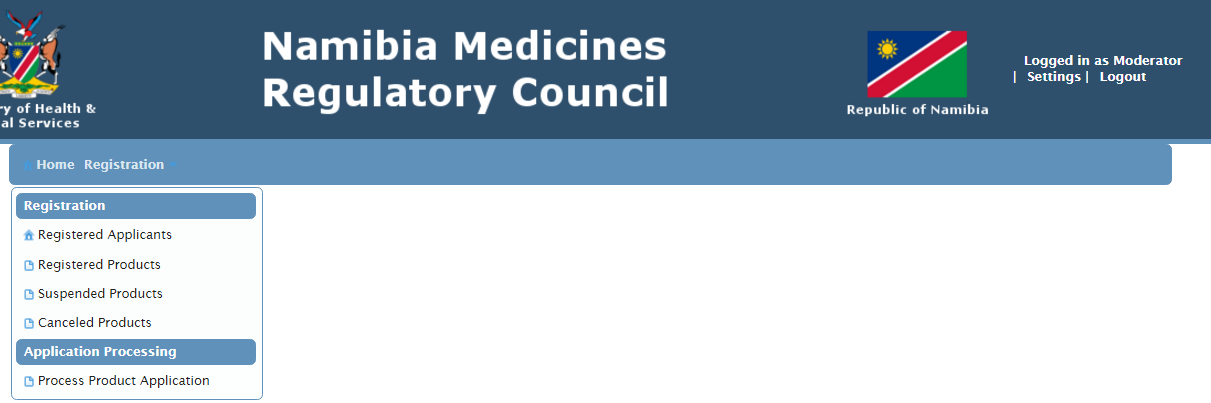 Namibia Medicines
Regulatory Council
ry of Health &
al Services
Republic of Namibia
Logged in as Moderator
| Settings | Logout
Home Registration
Registration
Registered Applicants
Registered Products
Suspended Products
Canceled Products
Application Processing
Process Product Application